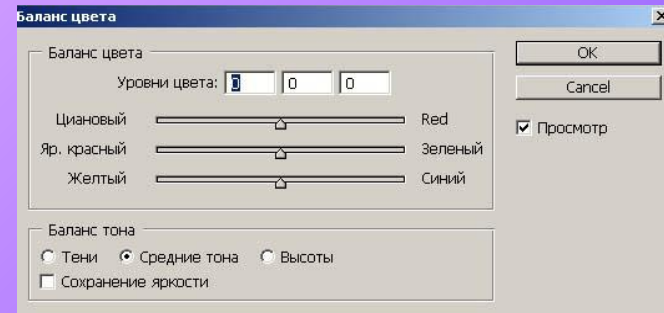 Баланс цвета
Баланс цвета
Уровни цвета: 0 0 0
Циановый Red
Яр. красный Зеленый
Желтый Синий
OK
Cancel
Просмотр
Баланс тона
Тени Средние тона Высоты
Сохранение яркости